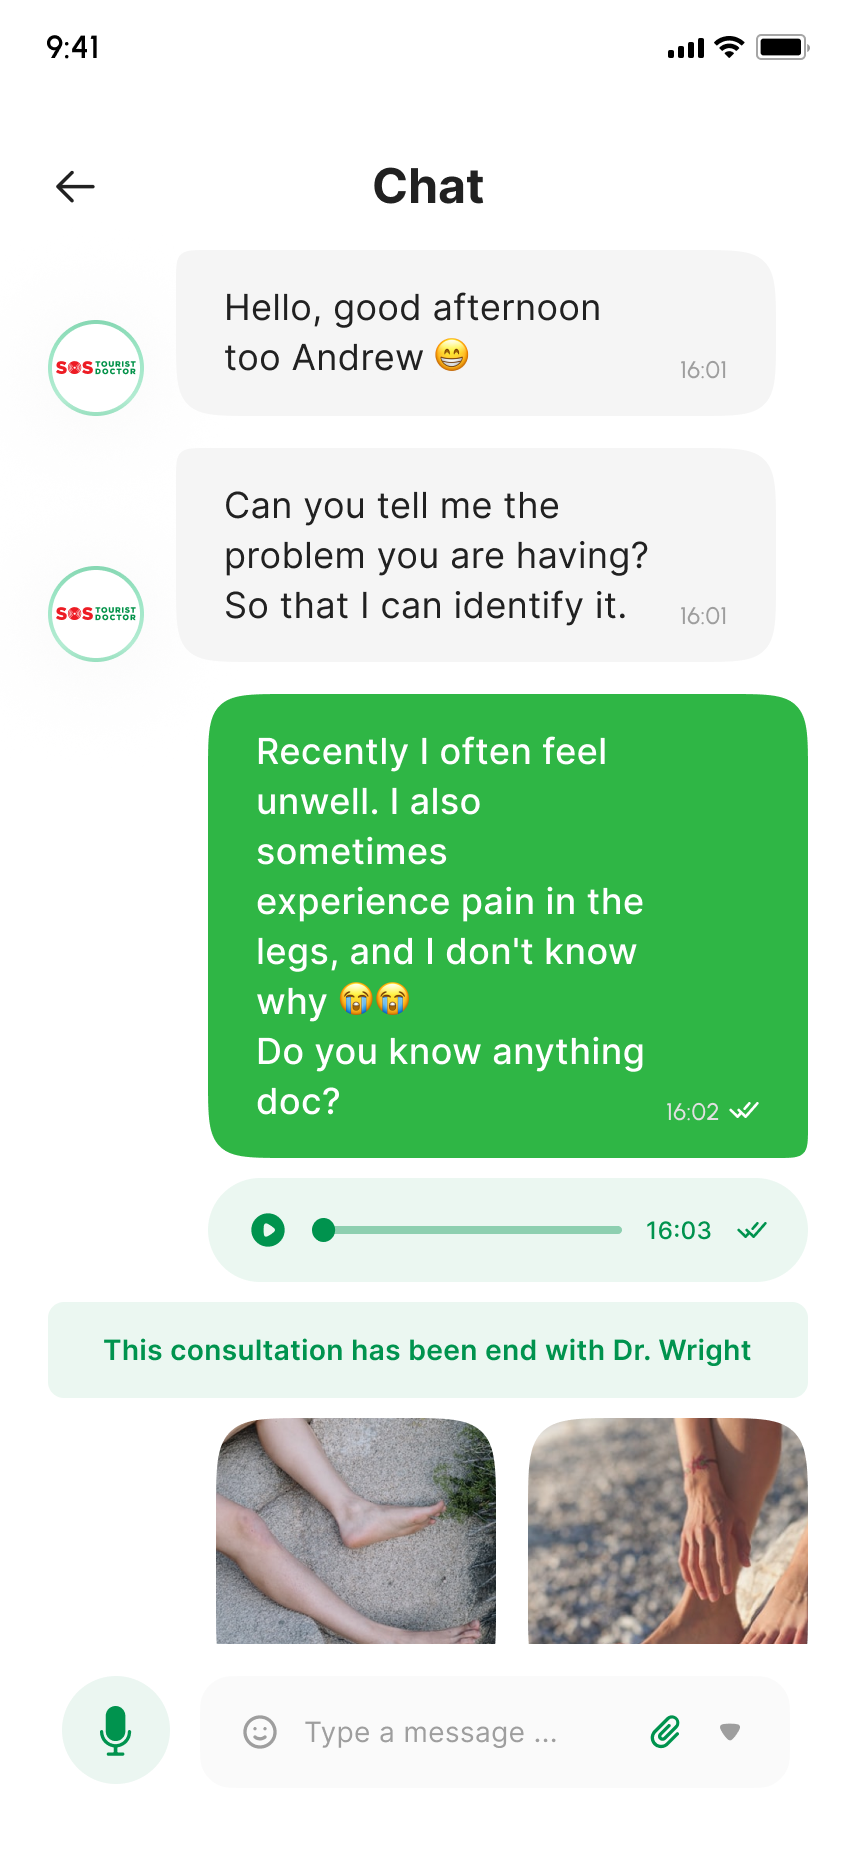 9:41
Chat
Hello, good afternoon
too Andrew 😁
16:01
SOS TOURIST
DOCTOR
Can you tell me the
problem you are having?
So that I can identify it.
16:01
SOS TOURIST
DOCTOR
Recently I often feel
unwell. I also
sometimes
experience pain in the
legs, and I don't know
why 😭😭
Do you know anything
doc?
16:02
16:03
This consultation has been end with Dr. Wright
Type a message ...